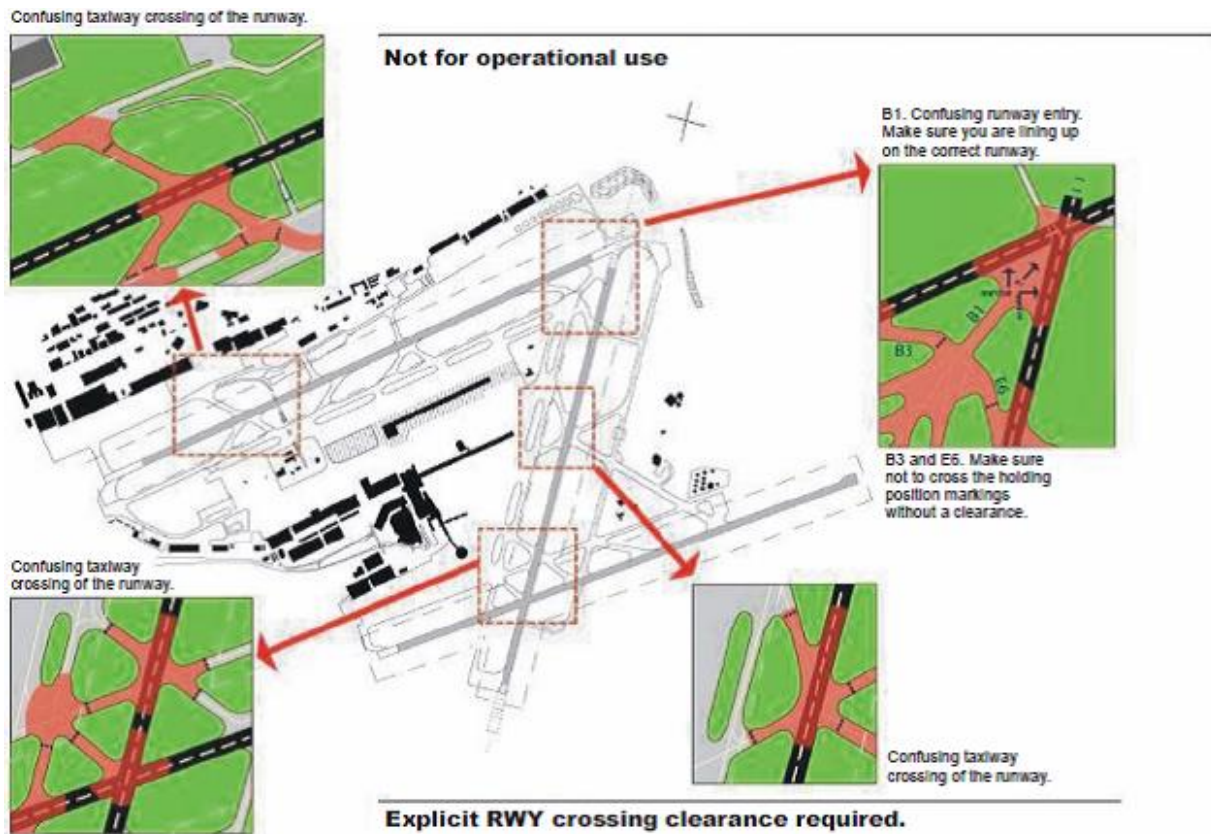 Confusing taxiway crossing of the runway.
Not for operational use
B1. Confusing runway entry.
Make sure you are lining up
on the correct runway.
B1
B3
E6
B3 and E6. Make sure
not to cross the holding
position markings
without a clearance.
Confusing taxiway
crossing of the runway.
Confusing taxiway
crossing of the runway.
Explicit RWY crossing clearance required.